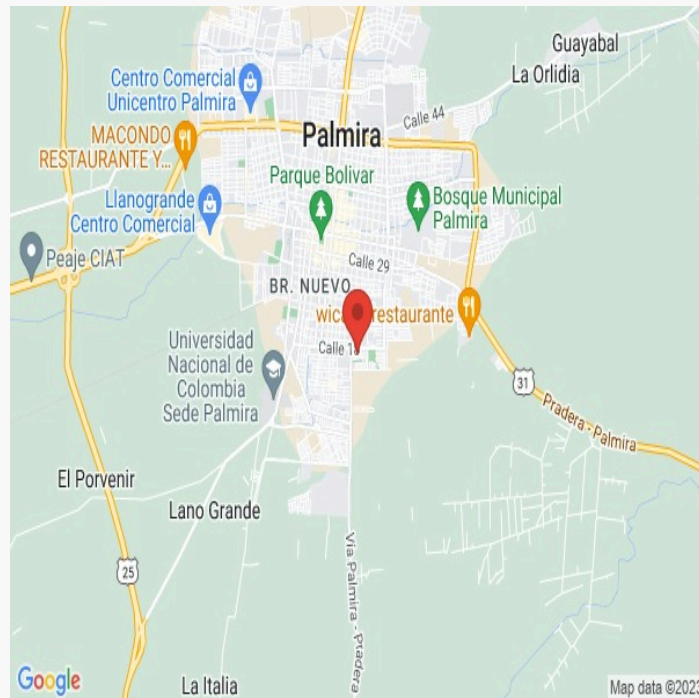 Guayabal
La Orlidia
Centro Comercial
Unicentro Palmira
Calle 44
MACONDO
RESTAURANTE Y...
Palmira
Parque Bolivar
Bosque Municipal
Palmira
Llanogrande
Centro Comercial
Peaje CIAT
Calle 29
BR. NUEVO
restaurante
Calle
Universidad
Nacional de
Colombia
Sede Palmira
31
Pradera - Palmira
El Porvenir
Lano Grande
25
Via Palmira - Pradera
La Italia
Google
Map data ©2023